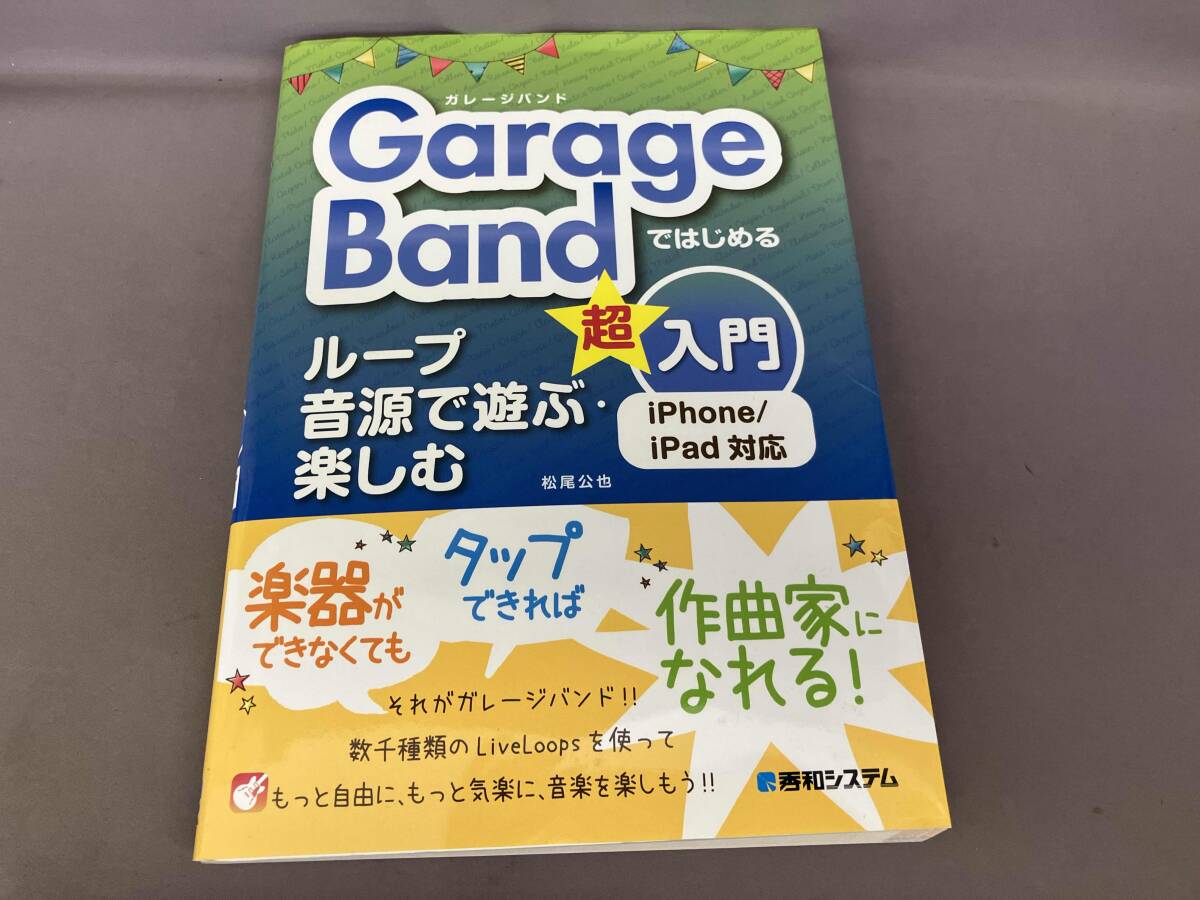 ガレージバンド
Garage
Band
ではじめる
超
入門
iPhone/
iPad 対応
ループ
音源で遊ぶ・
楽しむ
松尾公也
楽器が
できなくても
タップ
できれば
作曲家に
なれる!
それがガレージバンド!!
数千種類のLiveLoopsを使って
もっと自由に、もっと気楽に、音楽を楽しもう!!
秀和システム